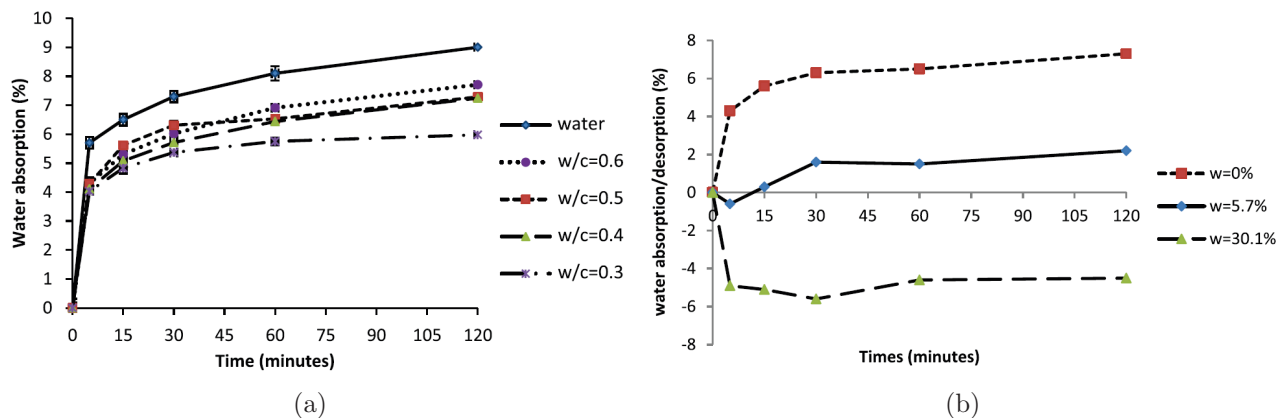 10
9
8
7
6
5
4
3
2
1
0
Water absorption (%)
0 15 30 45 60 75 90 105 120
Time (minutes)
water
w/c=0.6
w/c=0.5
w/c=0.4
w/c=0.3
(a)
8
6
4
2
0
-2
-4
-6
-8
water absorption/desorption (%)
0 15 30 45 60 75 90 105 120
Times (minutes)
w=0%
w=5.7%
w=30.1%
(b)